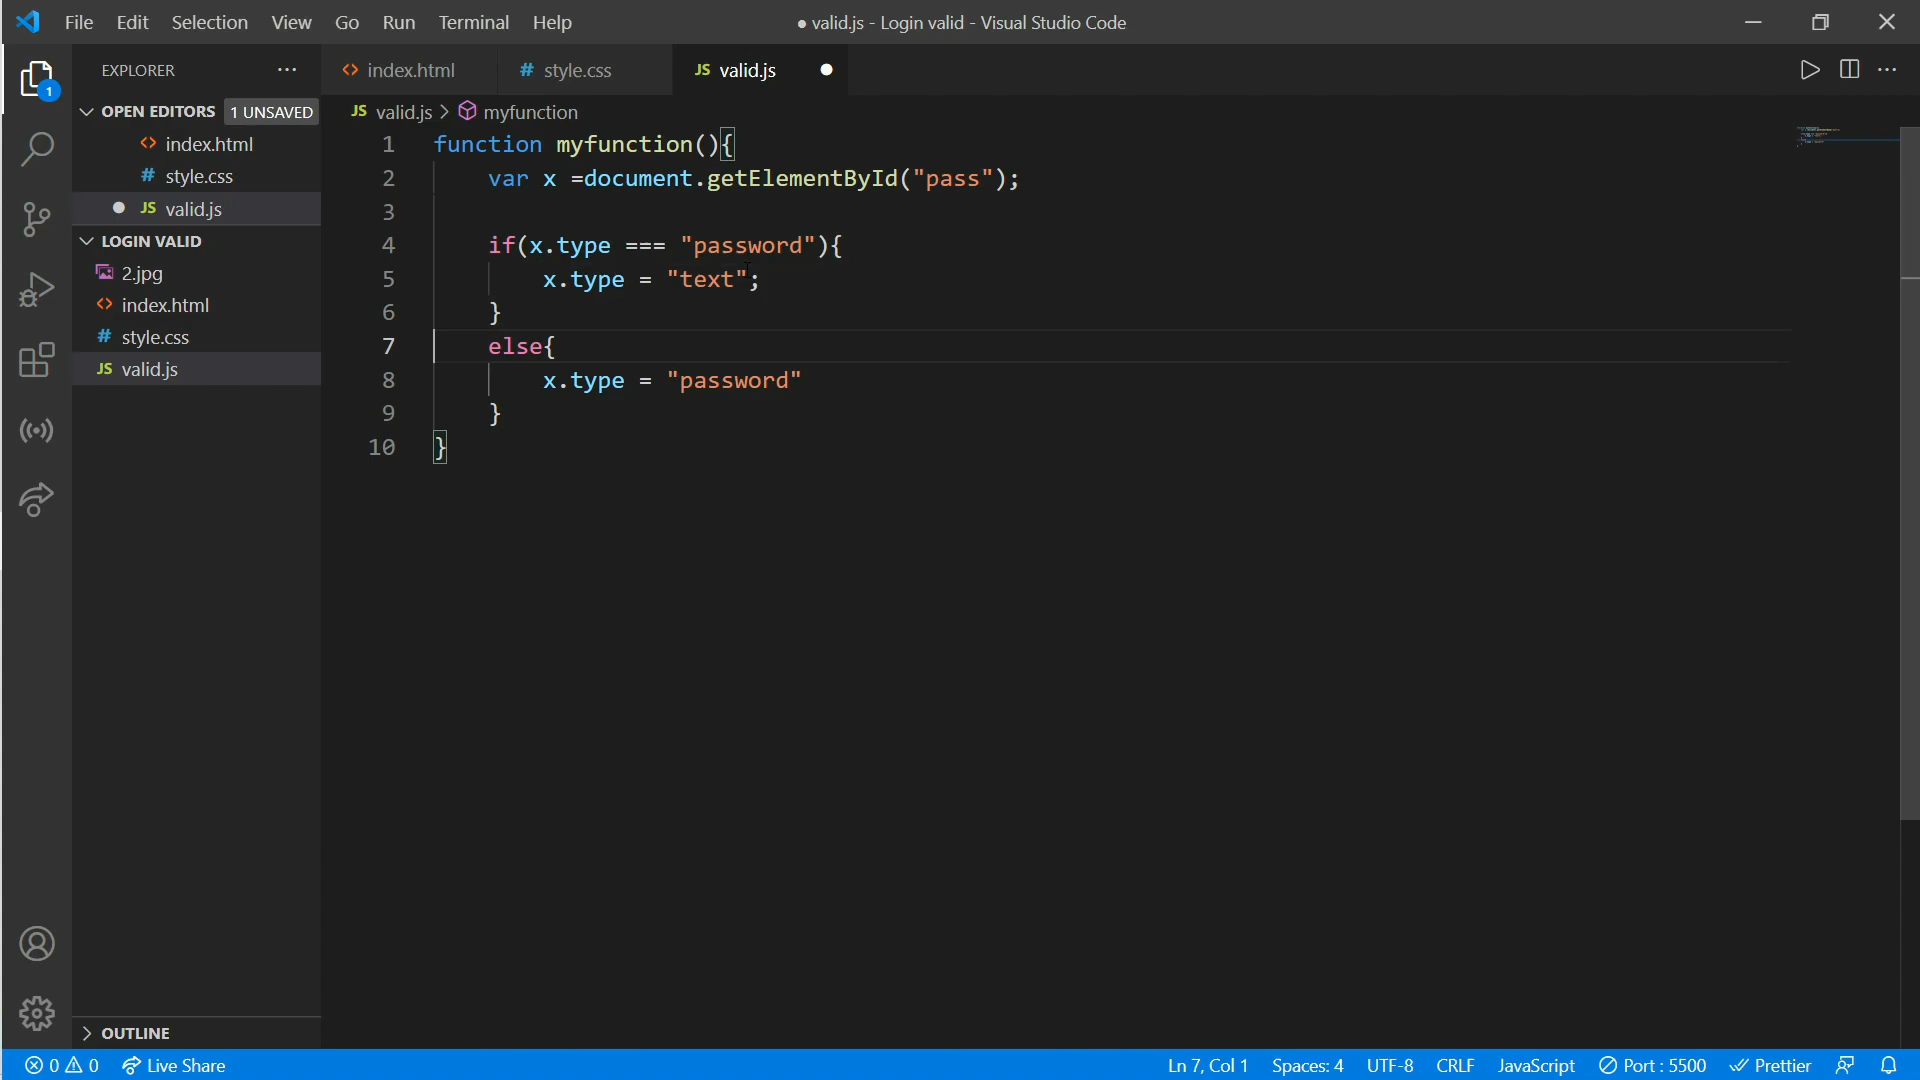 File Edit Selection View Go Run Terminal Help
● valid.js - Login valid - Visual Studio Code
EXPLORER ···
index.html
style.css
JS valid.js
1
OPEN EDITORS 1 UNSAVED
index.html
# style.css
JS valid.js
LOGIN VALID
2.jpg
index.html
# style.css
JS valid.js
JS valid.js > myfunction
1 function myfunction(){
2 var x =document.getElementById("pass");
3
4 if(x.type === "password"){
5 x.type = "text";
6 }
7 else{
8 x.type = "password"
9 }
10 }
OUTLINE
0 0 Live Share
Ln 7, Col 1 Spaces: 4 UTF-8 CRLF JavaScript Port : 5500 Prettier